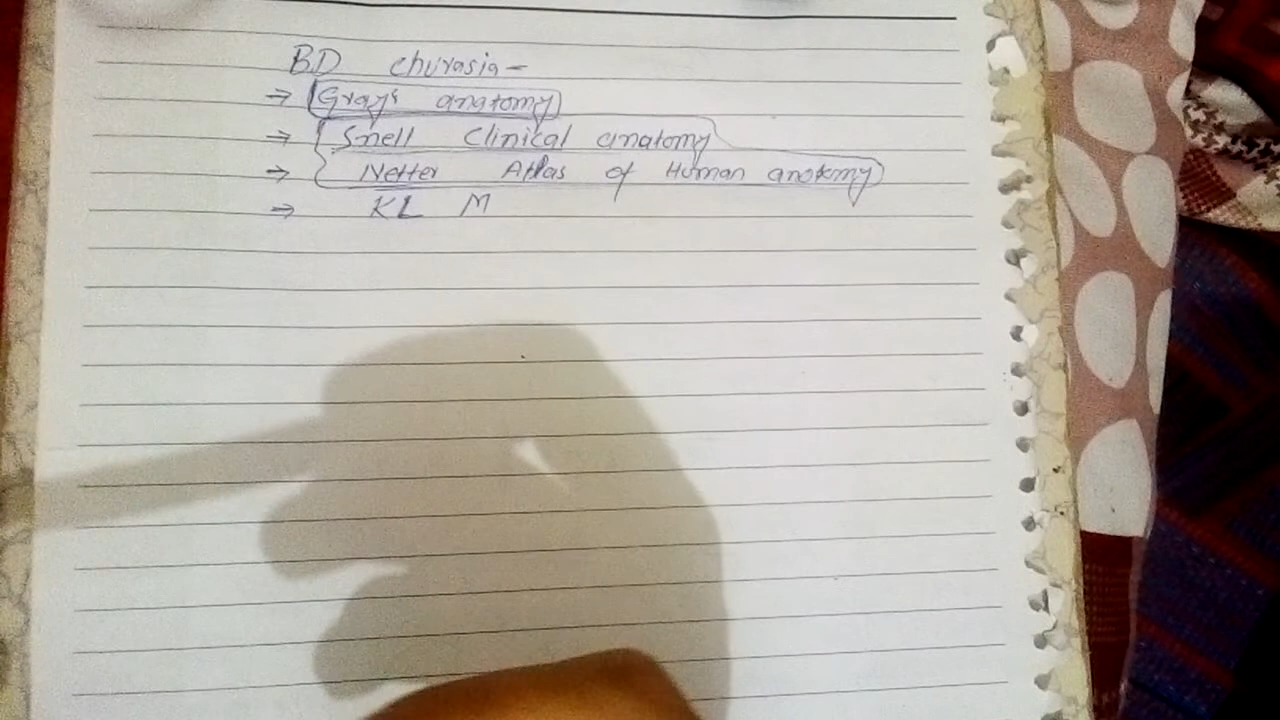 BD Churasia -
→ Gray's anatomy
→ Snell Clinical anatomy
→ Netter Atlas of Human anatomy
→ KL M